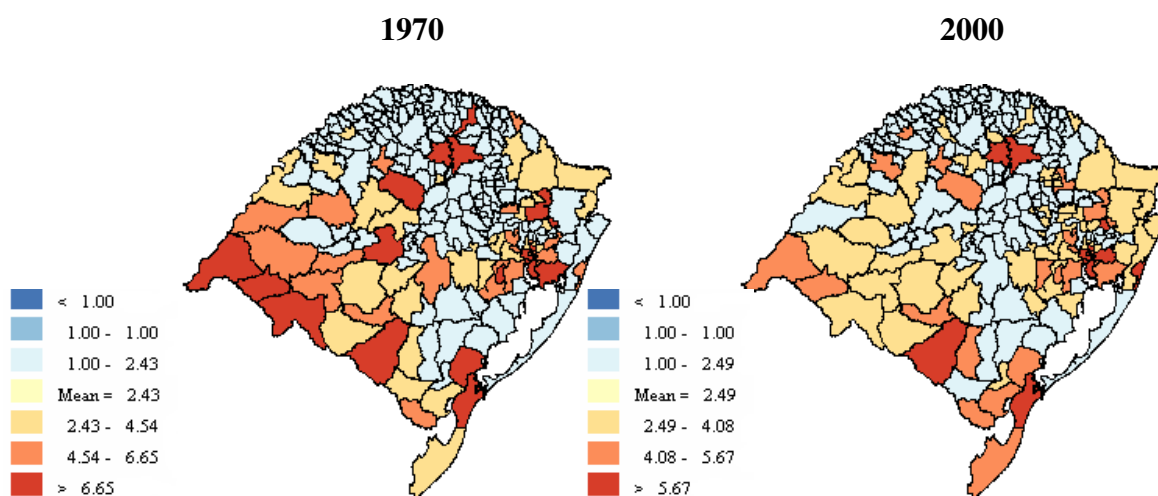 1970
2000
< 1.00
1.00 - 1.00
1.00 - 2.43
Mean = 2.43
2.43 - 4.54
4.54 - 6.65
> 6.65
< 1.00
1.00 - 1.00
1.00 - 2.49
Mean = 2.49
2.49 - 4.08
4.08 - 5.67
> 5.67